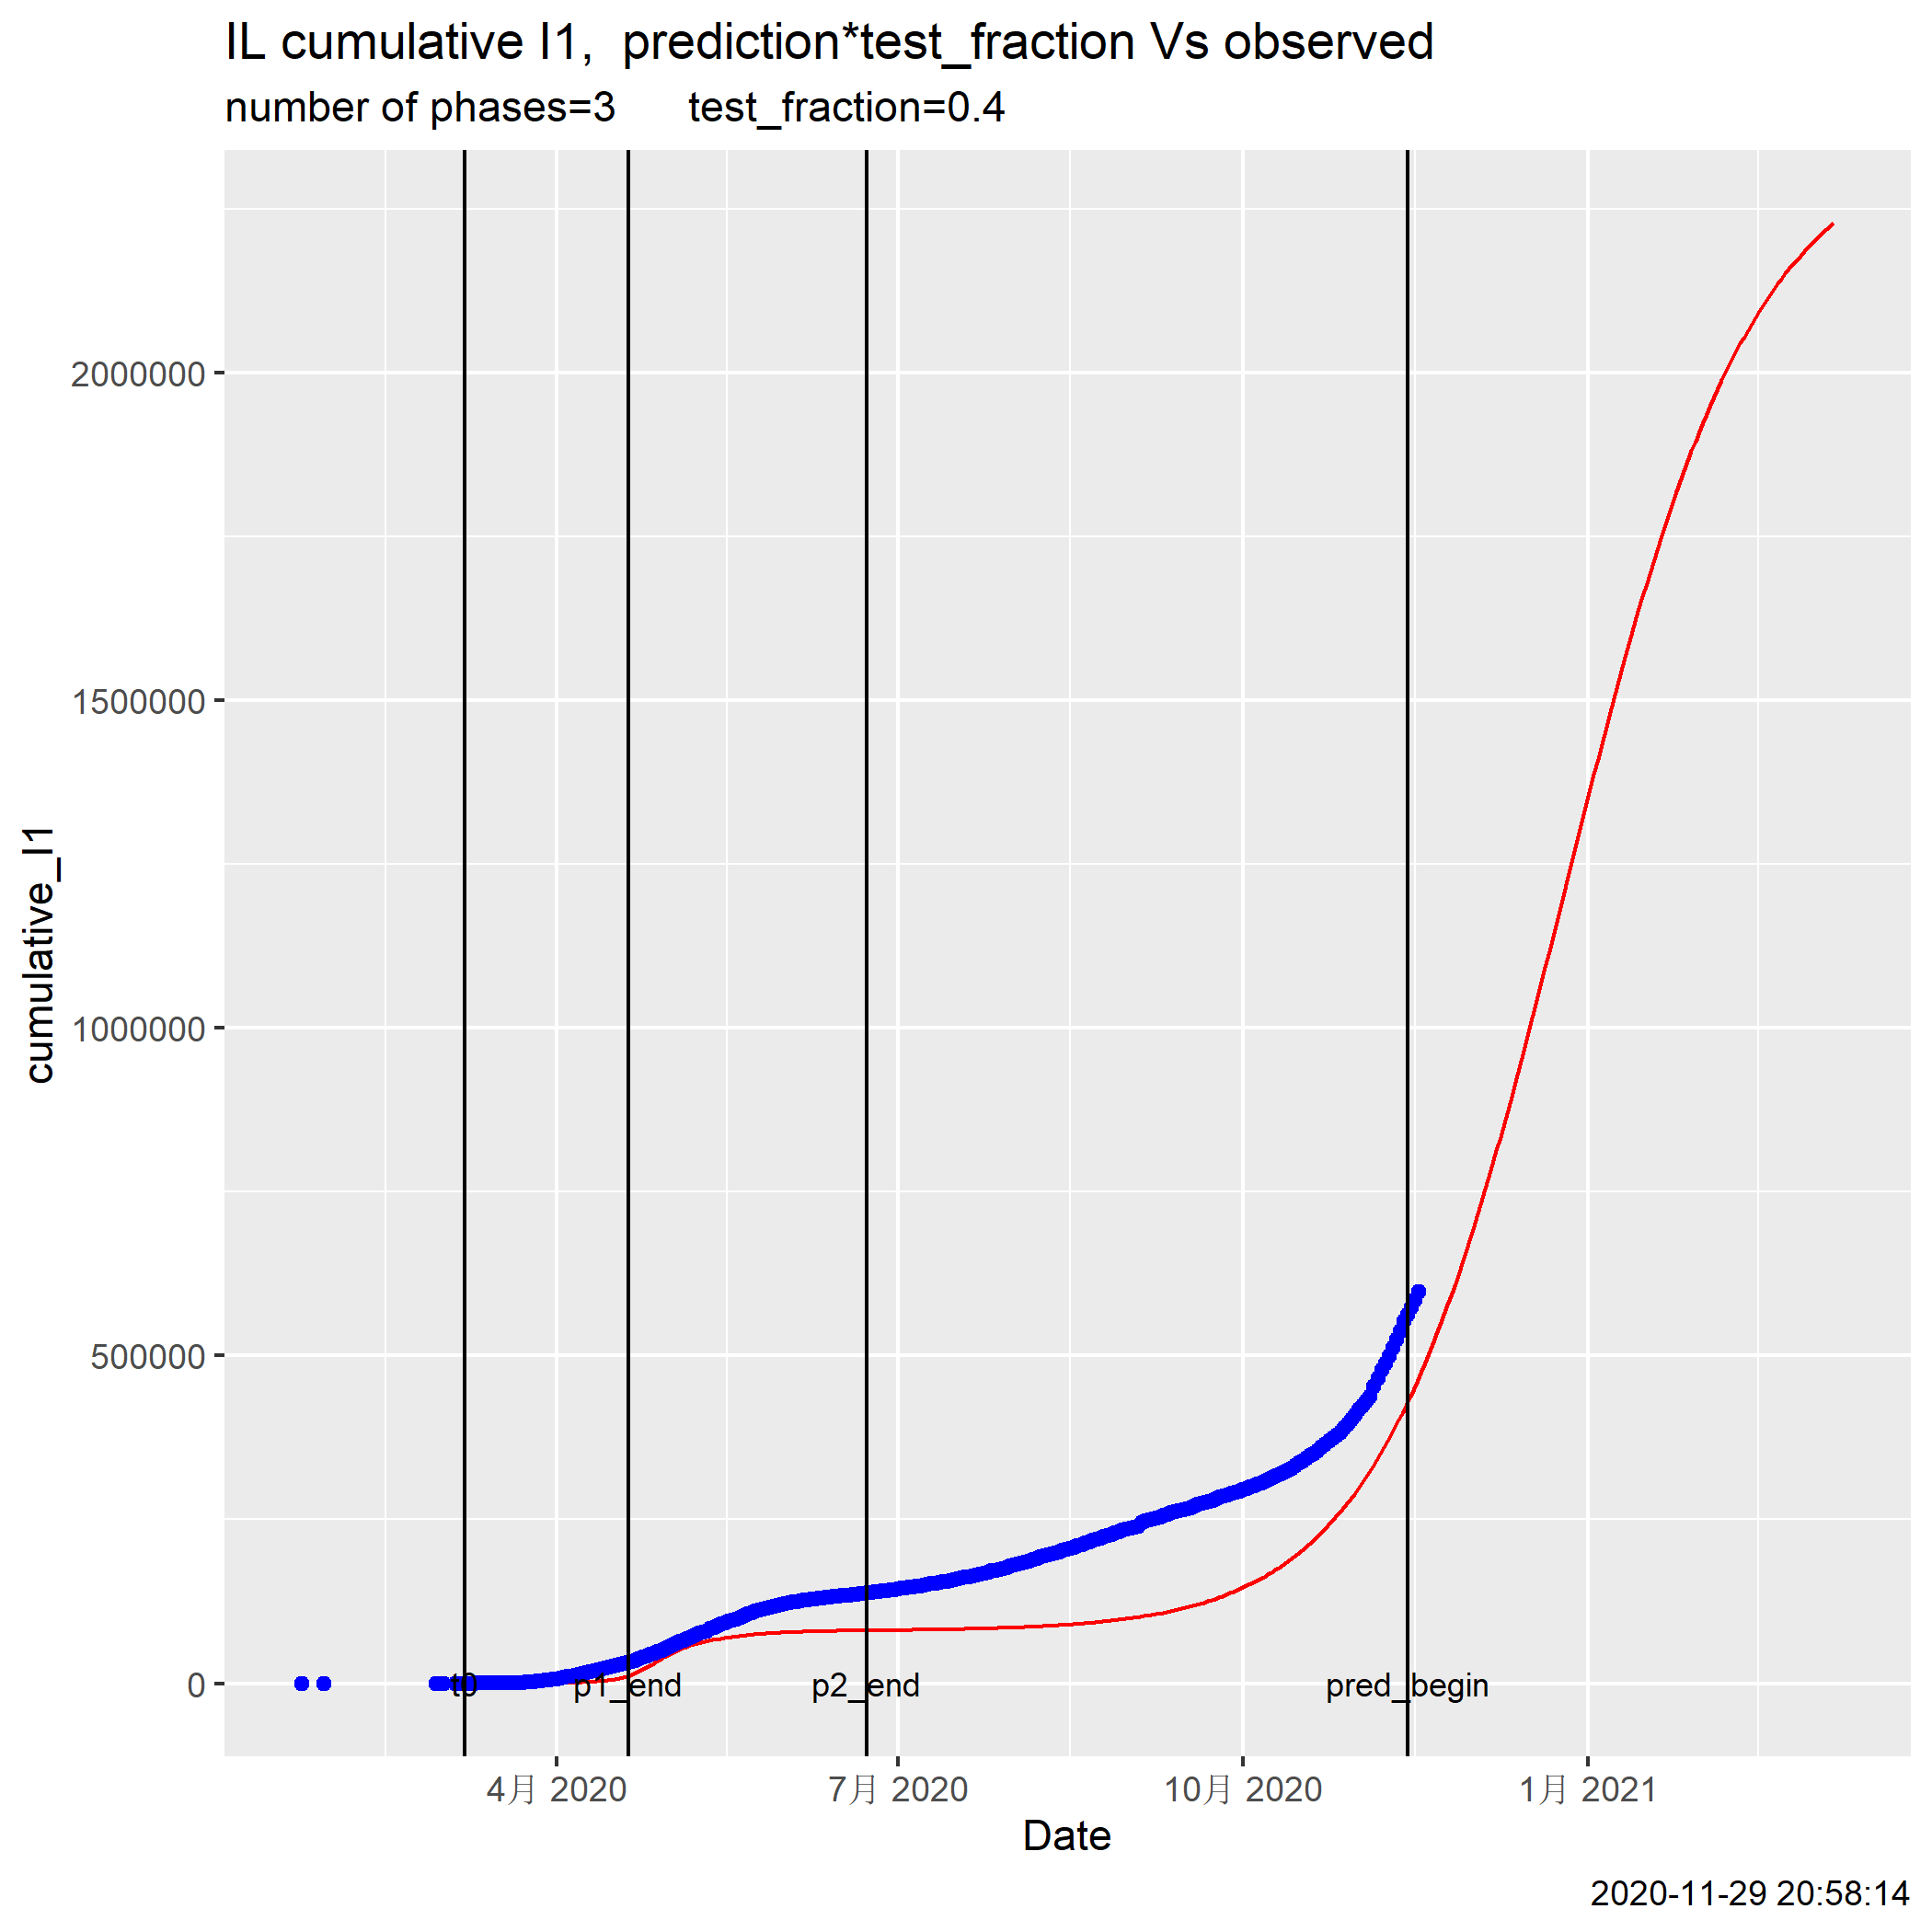 IL cumulative I1,  prediction*test_fraction Vs observed
number of phases=3      test_fraction=0.4
cumulative_I1
2000000
1500000
1000000
500000
0
t0
p1_end
p2_end
pred_begin
4月 2020
7月 2020
10月 2020
1月 2021
Date
2020-11-29 20:58:14